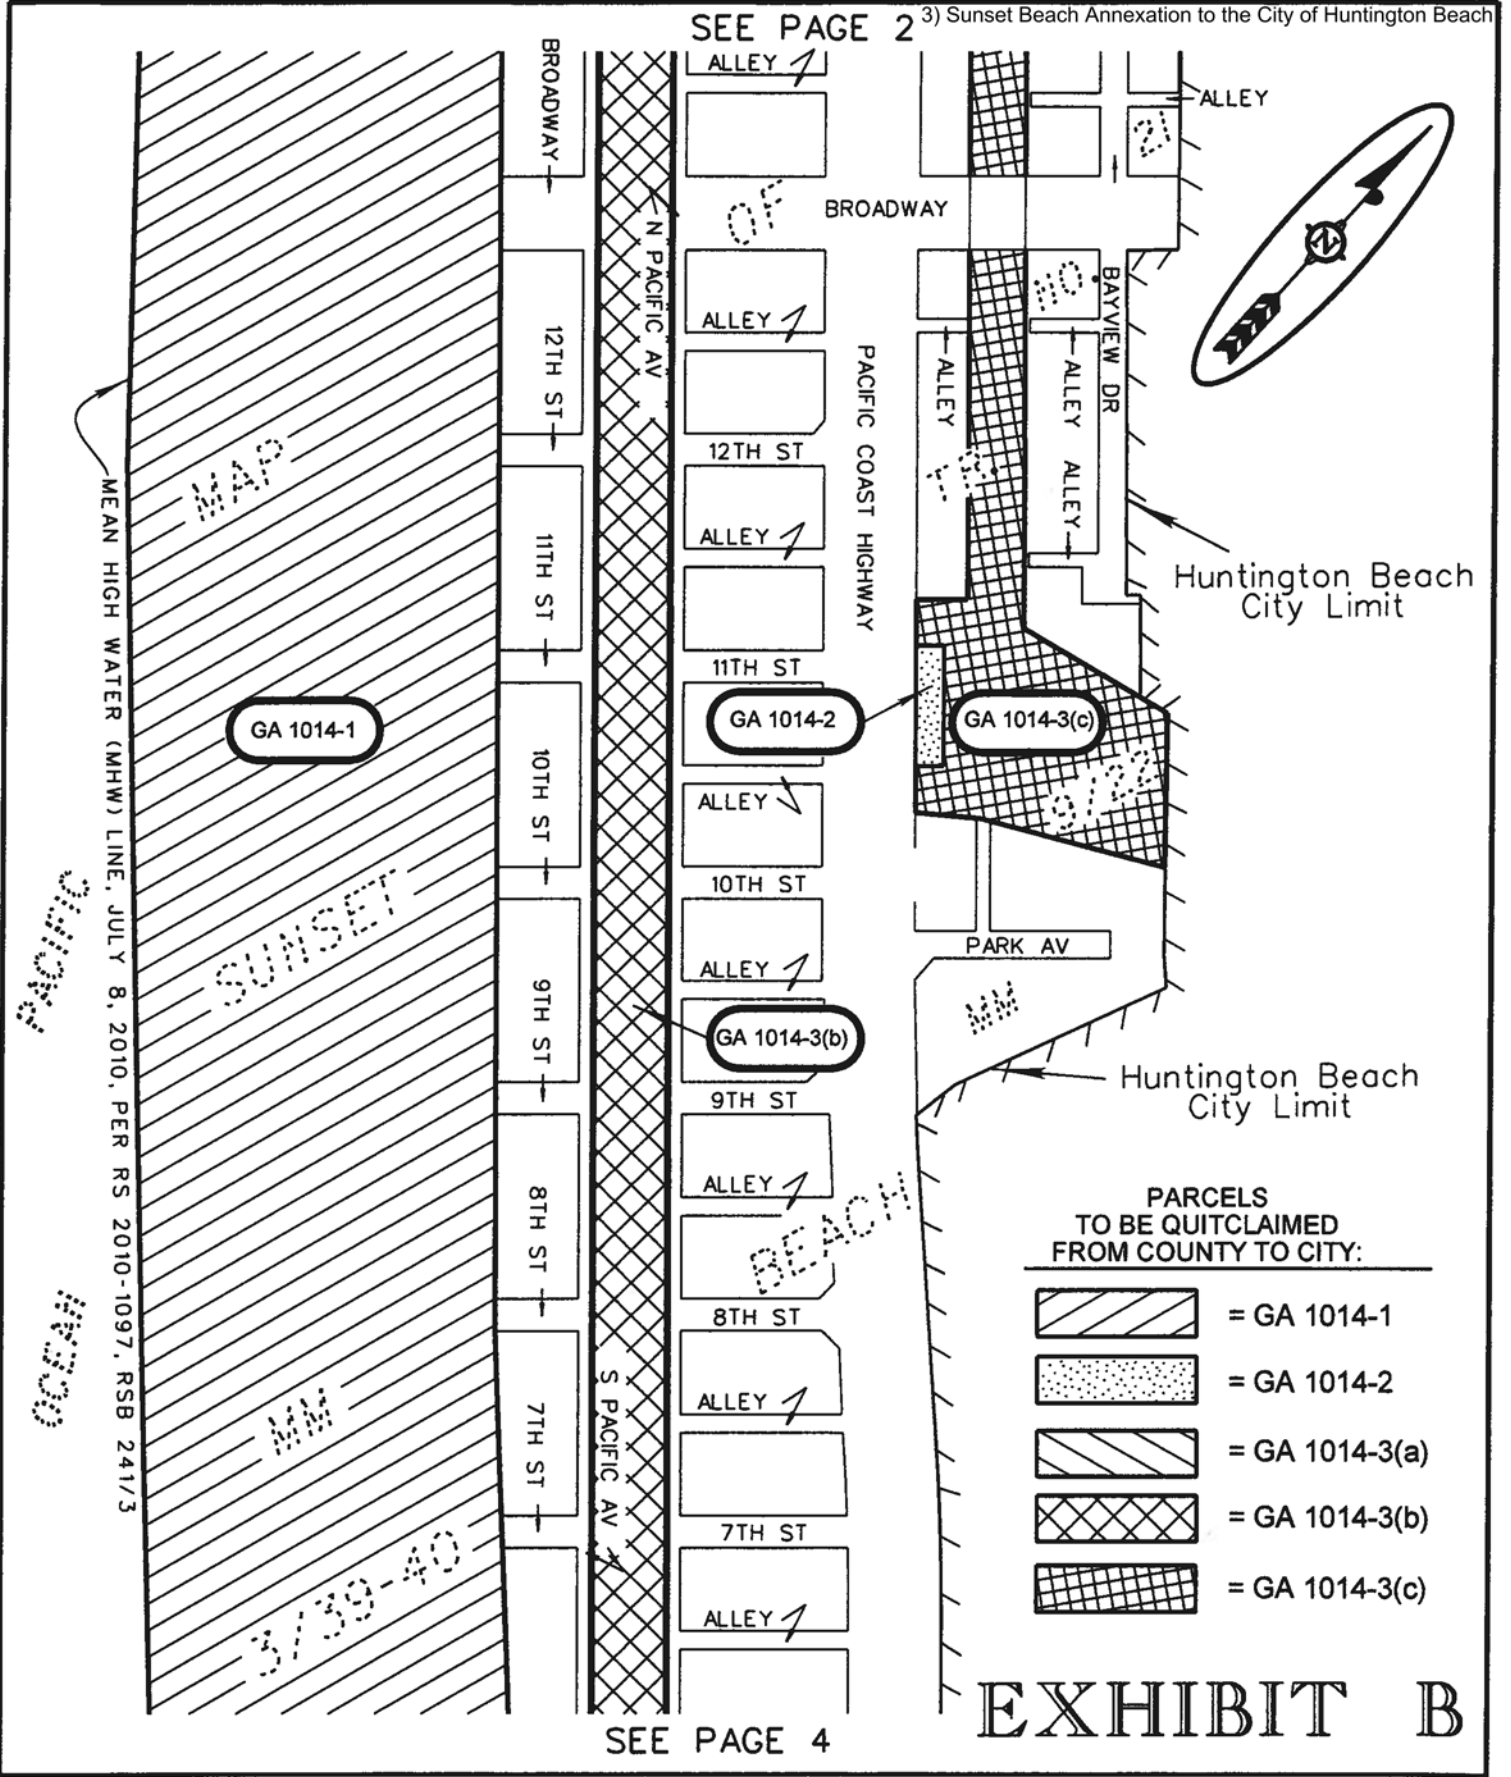 3) Sunset Beach Annexation to the City of Huntington Beach
SEE PAGE 2
BROADWAY
ALLEY
ALLEY
21
OF
BROADWAY
N PACIFIC AV
NO.
BAYVIEW DR
N
ALLEY
12TH ST
PACIFIC COAST HIGHWAY
ALLEY
ALLEY
12TH ST
MAP
TR.
ALLEY
MEAN HIGH WATER (MHW) LINE, JULY 8, 2010, PER RS 2010-1097, RSB 241/3
11TH ST
ALLEY
Huntington Beach
City Limit
11TH ST
GA 1014-1
GA 1014-2
GA 1014-3(c)
10TH ST
ALLEY
9722
10TH ST
PACIFIC
SUNSET
PARK AV
ALLEY
9TH ST
MM
GA 1014-3(b)
Huntington Beach
City Limit
9TH ST
8TH ST
ALLEY
BEACH
PARCELS
TO BE QUITCLAIMED
FROM COUNTY TO CITY:
OCEAN
8TH ST
= GA 1014-1
S PACIFIC AV
= GA 1014-2
MM
7TH ST
ALLEY
= GA 1014-3(a)
7TH ST
= GA 1014-3(b)
3/39-40
= GA 1014-3(c)
ALLEY
EXHIBIT B
SEE PAGE 4